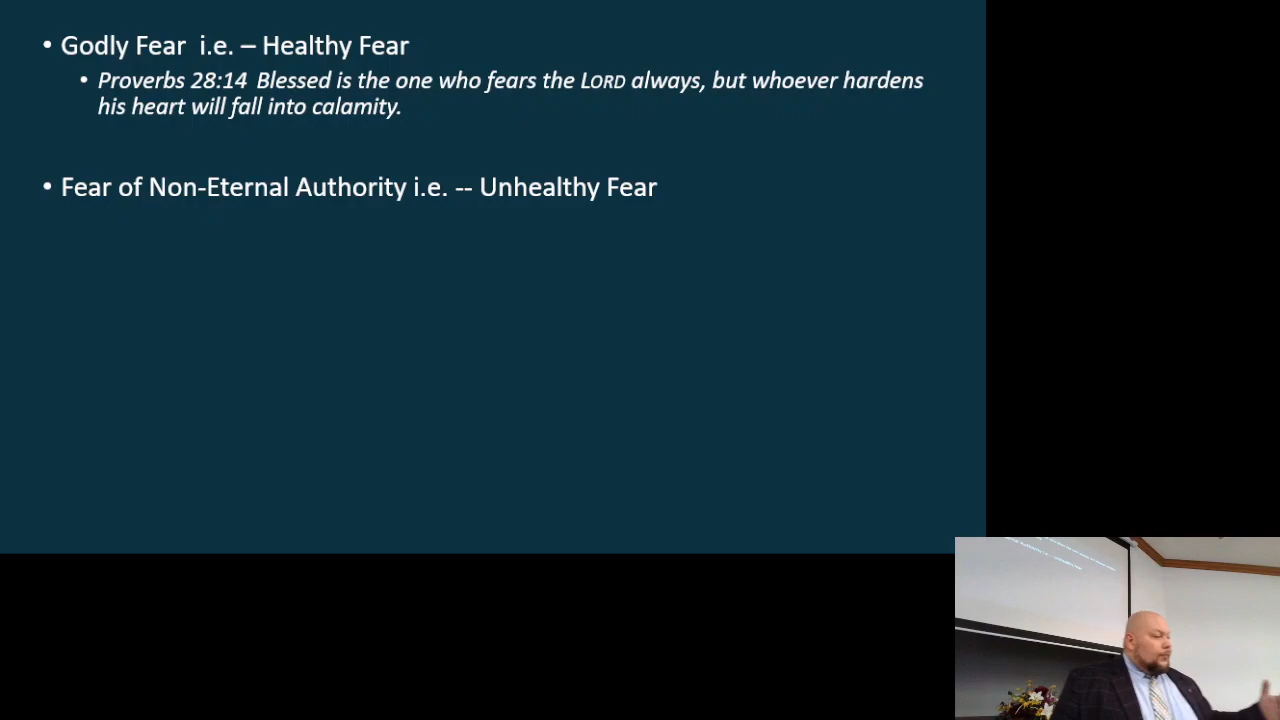 • Godly Fear i.e. – Healthy Fear
• Proverbs 28:14 Blessed is the one who fears the LORD always, but whoever hardens
his heart will fall into calamity.
• Fear of Non-Eternal Authority i.e. -- Unhealthy Fear